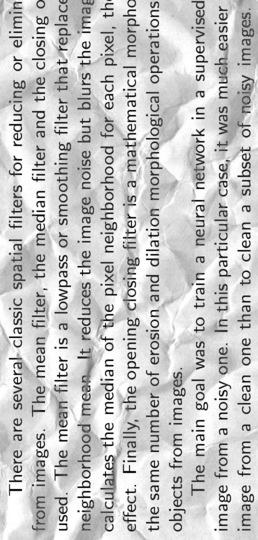 There are several classic spatial filters for reducing or elimin
from images. The mean filter, the median filter and the closing o
used. The mean filter is a lowpass or smoothing filter that replace
neighborhood mean. It reduces the image noise but blurs the imag
calculates the median of the pixel neighborhood for each pixel, the
effect. Finally, the opening closing filter is a mathematical morpho
the same number of erosion and dilation morphological operations
objects from images.
The main goal was to train a neural network in a supervised
image from a noisy one. In this particular case, it was much easier
image from a clean one than to clean a subset of noisy images.